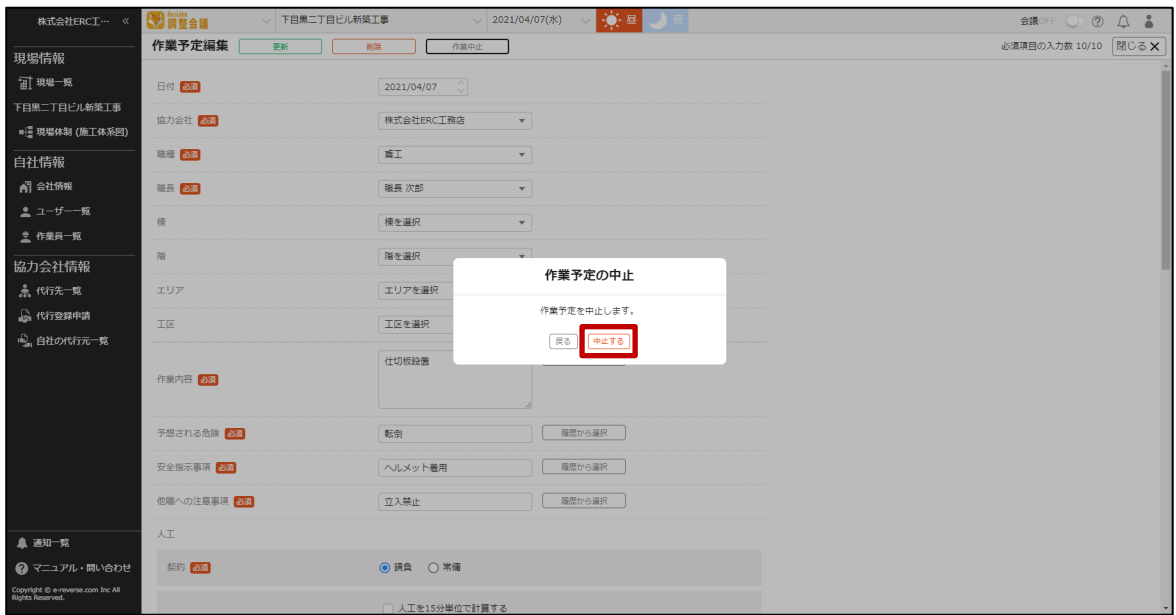 株式会社ERC工… «
調整会議
下目黒二丁目ビル新築工事
2021/04/07(水)
昼
夜
会議OFF
作業予定編集
更新
削除
作業中止
必須項目の入力数 10/10
閉じる ✕
現場情報
現場一覧
下目黒二丁目ビル新築工事
現場体制 (施工体系図)
自社情報
会社情報
ユーザー一覧
作業員一覧
協力会社情報
代行先一覧
代行登録申請
自社の代行元一覧
通知一覧
マニュアル・問い合わせ
Copyright © e-reverse.com Inc All
Rights Reserved.
日付 必須
2021/04/07
協力会社 必須
株式会社ERC工務店
職種 必須
鳶工
職長 必須
職長 次郎
棟
棟を選択
階
階を選択
エリア
エリアを選択
工区
工区を選択
作業内容 必須
仕切板設置
予想される危険 必須
転倒
履歴から選択
安全指示事項 必須
ヘルメット着用
履歴から選択
他職への注意事項 必須
立入禁止
履歴から選択
人工
契約 必須
請負
常傭
人工を15分単位で計算する
作業予定の中止
作業予定を中止します。
戻る
中止する